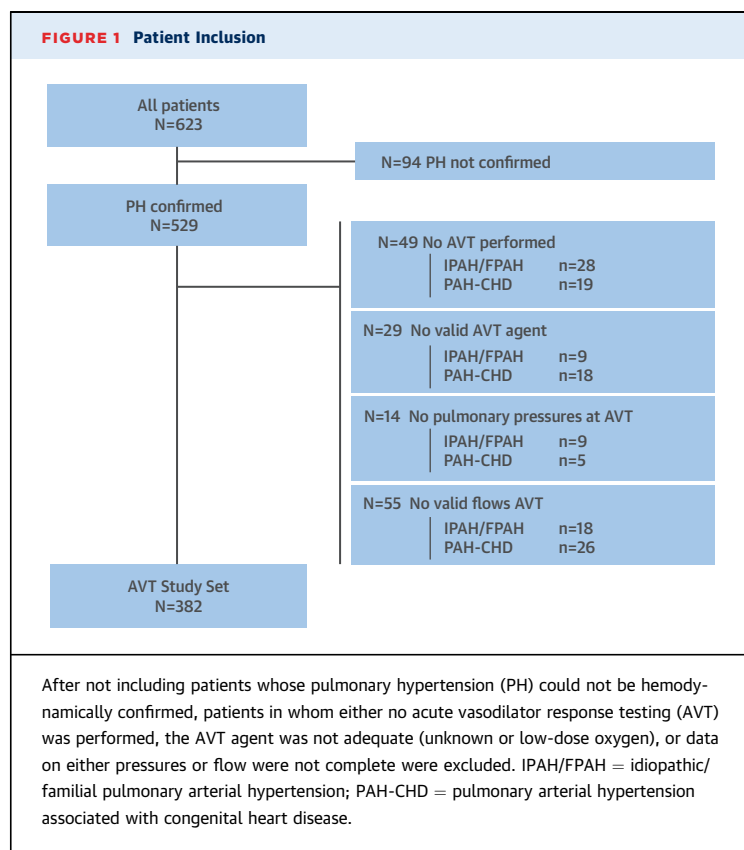 FIGURE 1 Patient Inclusion
All patients
N=623
N=94 PH not confirmed
PH confirmed
N=529
N=49 No AVT performed
IPAH/FPAH n=28
PAH-CHD n=19
N=29 No valid AVT agent
IPAH/FPAH n=9
PAH-CHD n=18
N=14 No pulmonary pressures at AVT
IPAH/FPAH n=9
PAH-CHD n=5
N=55 No valid flows AVT
IPAH/FPAH n=18
PAH-CHD n=26
AVT Study Set
N=382
After not including patients whose pulmonary hypertension (PH) could not be hemody-
namically confirmed, patients in whom either no acute vasodilator response testing (AVT)
was performed, the AVT agent was not adequate (unknown or low-dose oxygen), or data
on either pressures or flow were not complete were excluded. IPAH/FPAH = idiopathic/
familial pulmonary arterial hypertension; PAH-CHD = pulmonary arterial hypertension
associated with congenital heart disease.